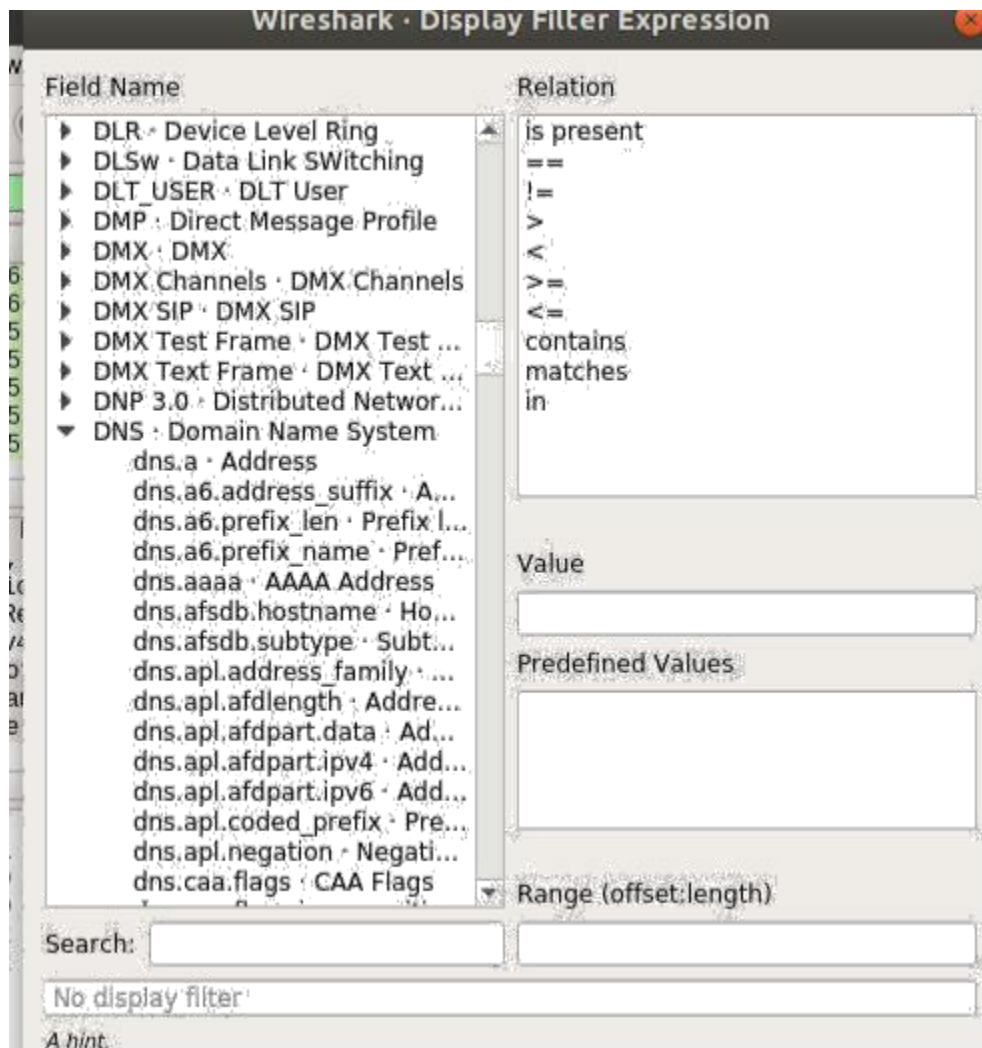 Wireshark · Display Filter Expression
Field Name
DLR · Device Level Ring
DLSw · Data Link SWitching
DLT_USER · DLT User
DMP · Direct Message Profile
DMX · DMX
DMX Channels · DMX Channels
DMX SIP · DMX SIP
DMX Test Frame · DMX Test ...
DMX Text Frame · DMX Text ...
DNP 3.0 · Distributed Networ...
DNS · Domain Name System
dns.a · Address
dns.a6.address_suffix · A...
dns.a6.prefix_len · Prefix l...
dns.a6.prefix_name · Pref...
dns.aaaa · AAAA Address
dns.afsdb.hostname · Ho...
dns.afsdb.subtype · Subt...
dns.apl.address_family · ...
dns.apl.afdlength · Addre...
dns.apl.afdpart.data · Ad...
dns.apl.afdpart.ipv4 · Add...
dns.apl.afdpart.ipv6 · Add...
dns.apl.coded_prefix · Pre...
dns.apl.negation · Negati...
dns.caa.flags · CAA Flags
Search:
Relation
is present
==
!=
>
<
>=
<=
contains
matches
in
Value
Predefined Values
Range (offset:length)
No display filter
A hint.